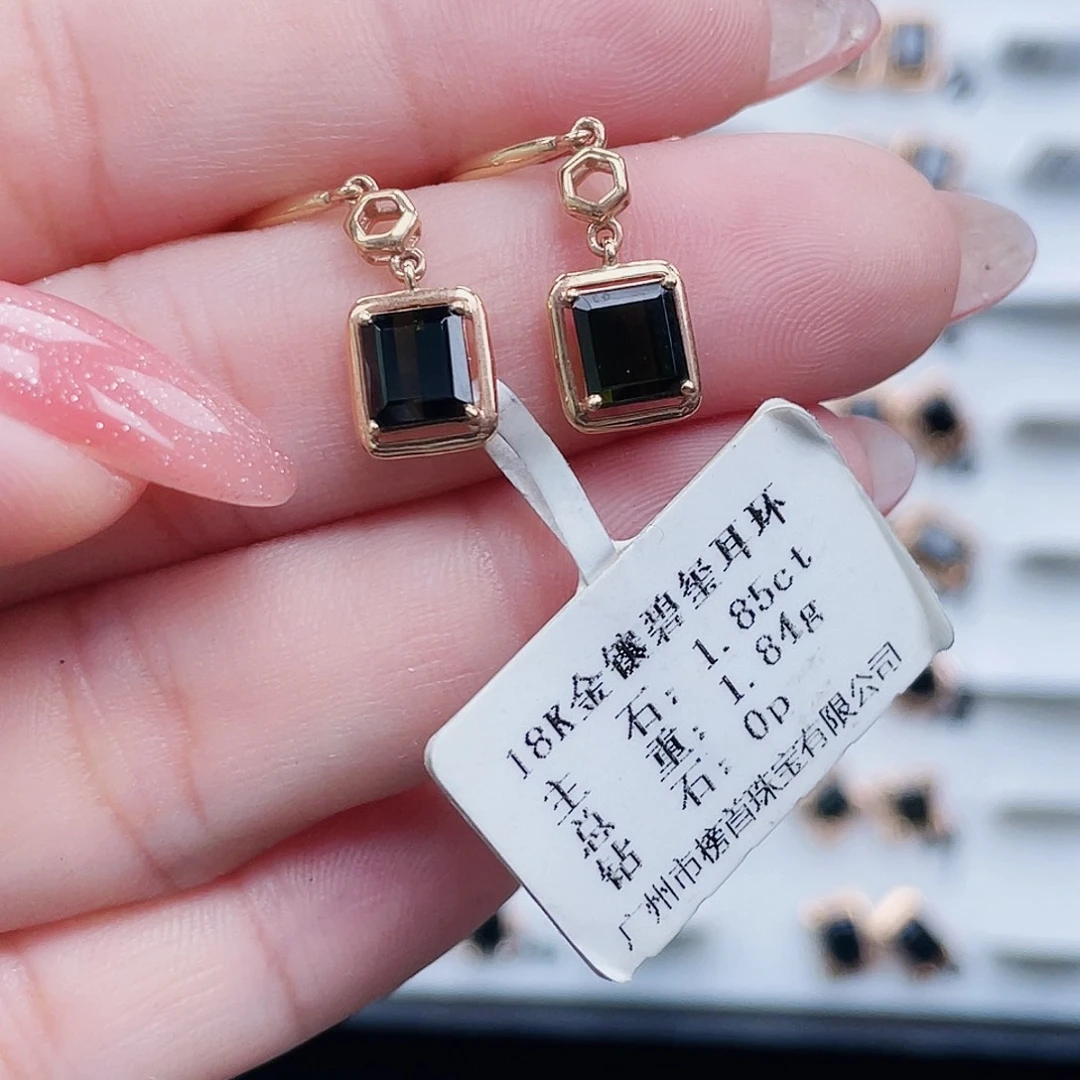 18K金镶碧玺耳环
主 石: 1.85ct
总 重: 1.84g
钻 石: 0p
广州市榜首珠宝有限公司